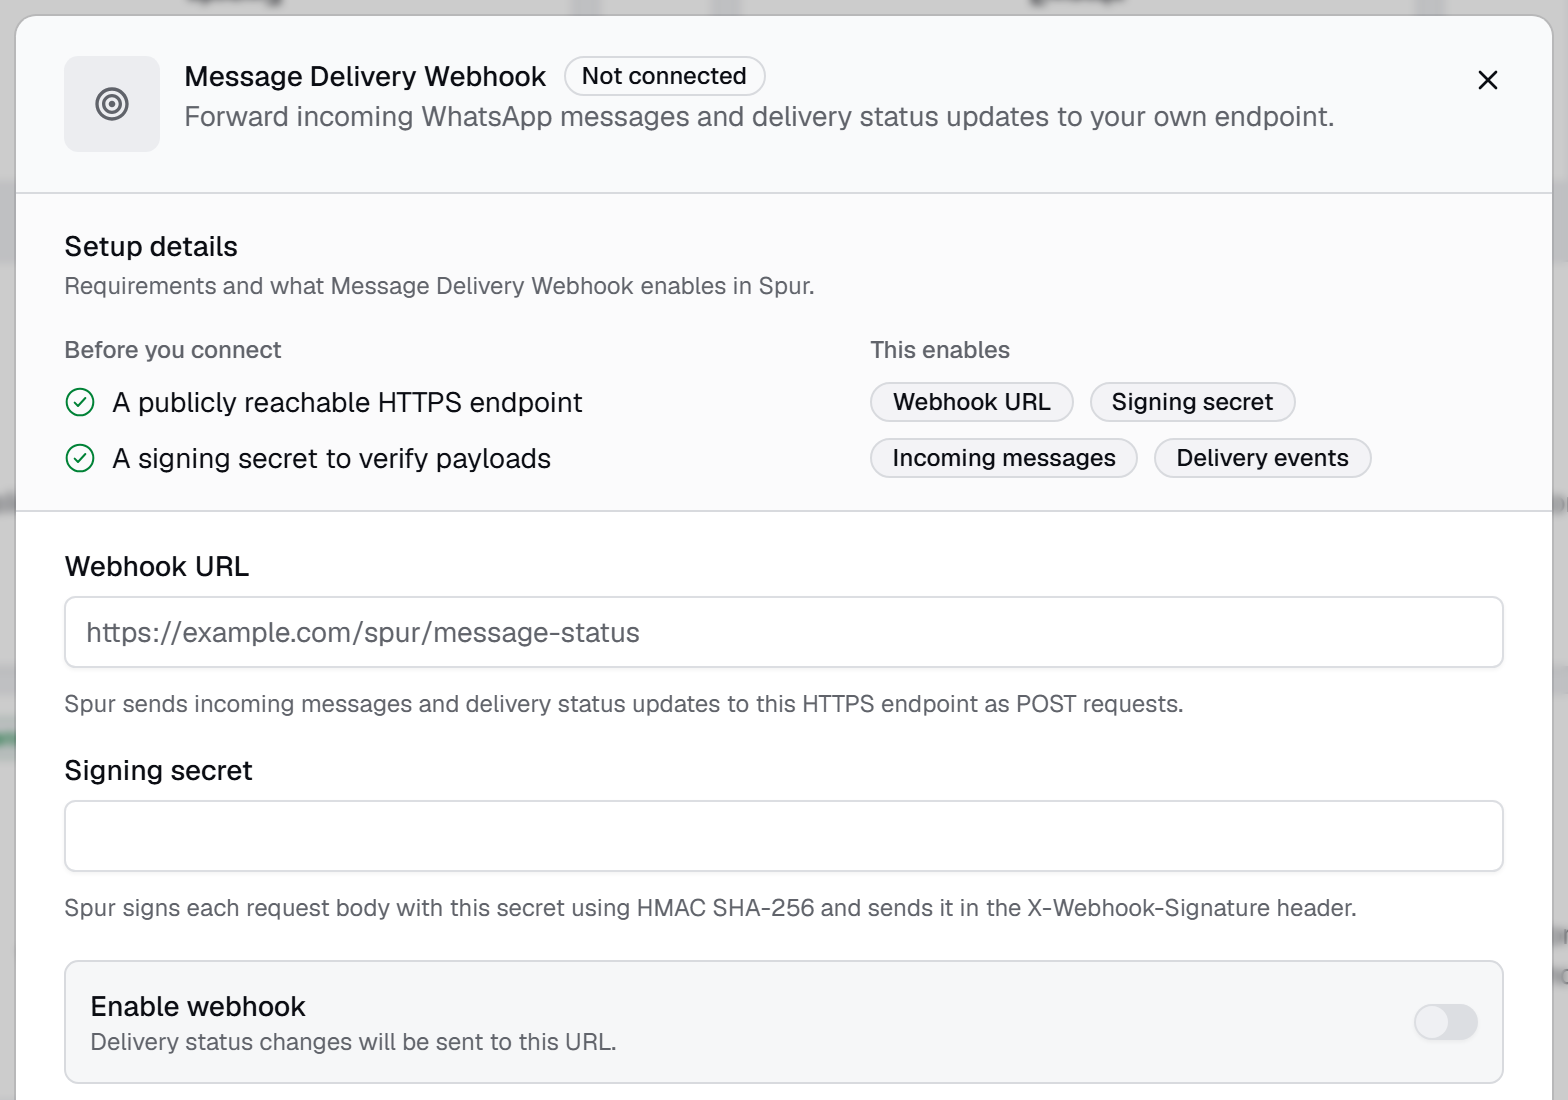 Message Delivery Webhook
Not connected
Forward incoming WhatsApp messages and delivery status updates to your own endpoint.
Setup details
Requirements and what Message Delivery Webhook enables in Spur.
Before you connect
A publicly reachable HTTPS endpoint
A signing secret to verify payloads
This enables
Webhook URL
Signing secret
Incoming messages
Delivery events
Webhook URL
https://example.com/spur/message-status
Spur sends incoming messages and delivery status updates to this HTTPS endpoint as POST requests.
Signing secret
Spur signs each request body with this secret using HMAC SHA-256 and sends it in the X-Webhook-Signature header.
Enable webhook
Delivery status changes will be sent to this URL.